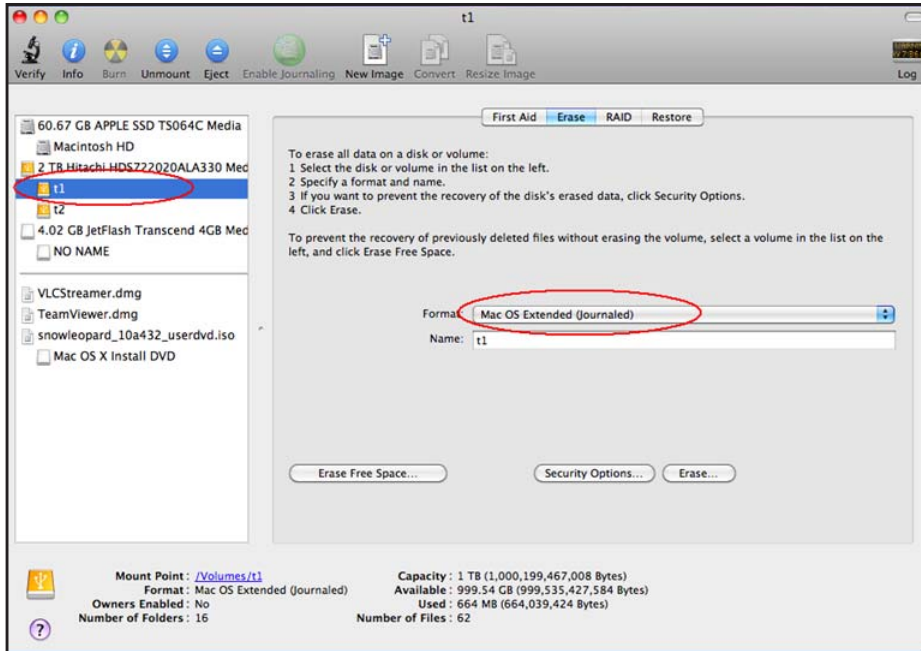 t1
Verify Info Burn Unmount Eject Enable Journaling New Image Convert Resize Image Log
60.67 GB APPLE SSD TS064C Media
Macintosh HD
2 TB Hitachi HDS722020ALA330 Med
t1
t2
4.02 GB JetFlash Transcend 4GB Med
NO NAME
VLCStreamer.dmg
TeamViewer.dmg
snowleopard_10a432_userdvd.iso
Mac OS X Install DVD
First Aid Erase RAID Restore
To erase all data on a disk or volume:
1 Select the disk or volume in the list on the left.
2 Specify a format and name.
3 If you want to prevent the recovery of the disk's erased data, click Security Options.
4 Click Erase.
To prevent the recovery of previously deleted files without erasing the volume, select a volume in the list on the
left, and click Erase Free Space.
Format: Mac OS Extended (Journaled)
Name: t1
Erase Free Space... Security Options... Erase...
Mount Point : /Volumes/t1 Capacity : 1 TB (1,000,199,467,008 Bytes)
Format : Mac OS Extended (Journaled) Available : 999.54 GB (999,535,427,584 Bytes)
Owners Enabled : No Used : 664 MB (664,039,424 Bytes)
Number of Folders : 16 Number of Files : 62
?